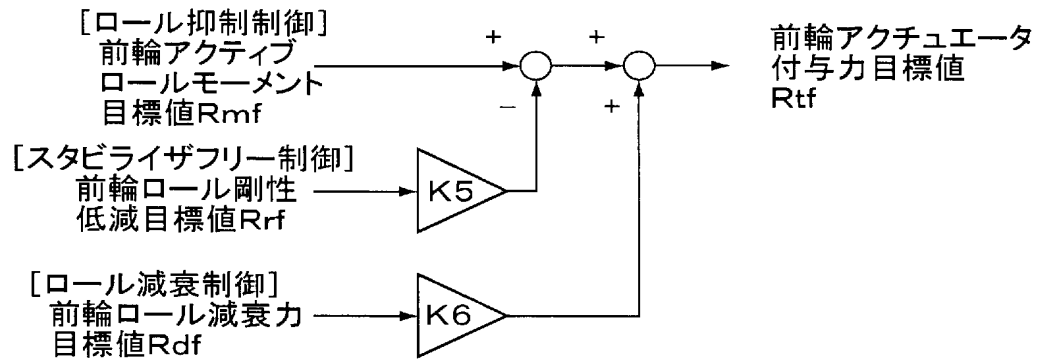 [ロール抑制制御]
前輪アクティブ
ロールモーメント
目標値Rmf
+
+
前輪アクチュエータ
付与力目標値
Rtf
−
+
[スタビライザフリー制御]
前輪ロール剛性
低減目標値Rrf
K5
[ロール減衰制御]
前輪ロール減衰力
目標値Rdf
K6